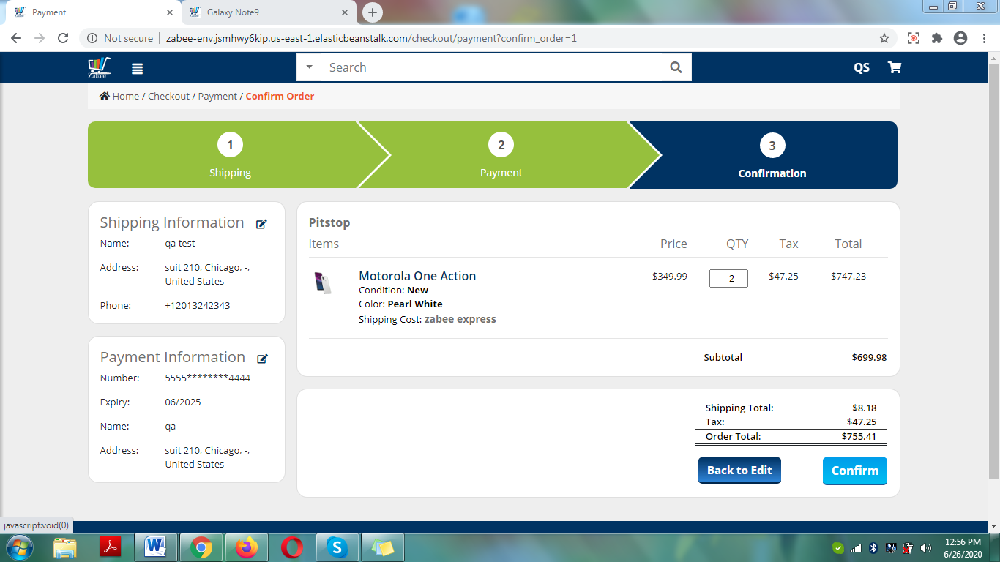 Payment
Galaxy Note9
Not secure
zabee-env.jsmhwy6kip.us-east-1.elasticbeanstalk.com/checkout/payment?confirm_order=1
Zabee
Search
QS
Home / Checkout / Payment / Confirm Order
1
Shipping
2
Payment
3
Confirmation
Shipping Information
Name: qa test
Address: suit 210, Chicago, -,
United States
Phone: +12013242343
Payment Information
Number: 5555********4444
Expiry: 06/2025
Name: qa
Address: suit 210, Chicago, -,
United States
Pitstop
Items Price QTY Tax Total
Motorola One Action $349.99 2 $47.25 $747.23
Condition: New
Color: Pearl White
Shipping Cost: zabee express
Subtotal $699.98
Shipping Total: $8.18
Tax: $47.25
Order Total: $755.41
Back to Edit Confirm
javascript:void(0)
12:56 PM
6/26/2020